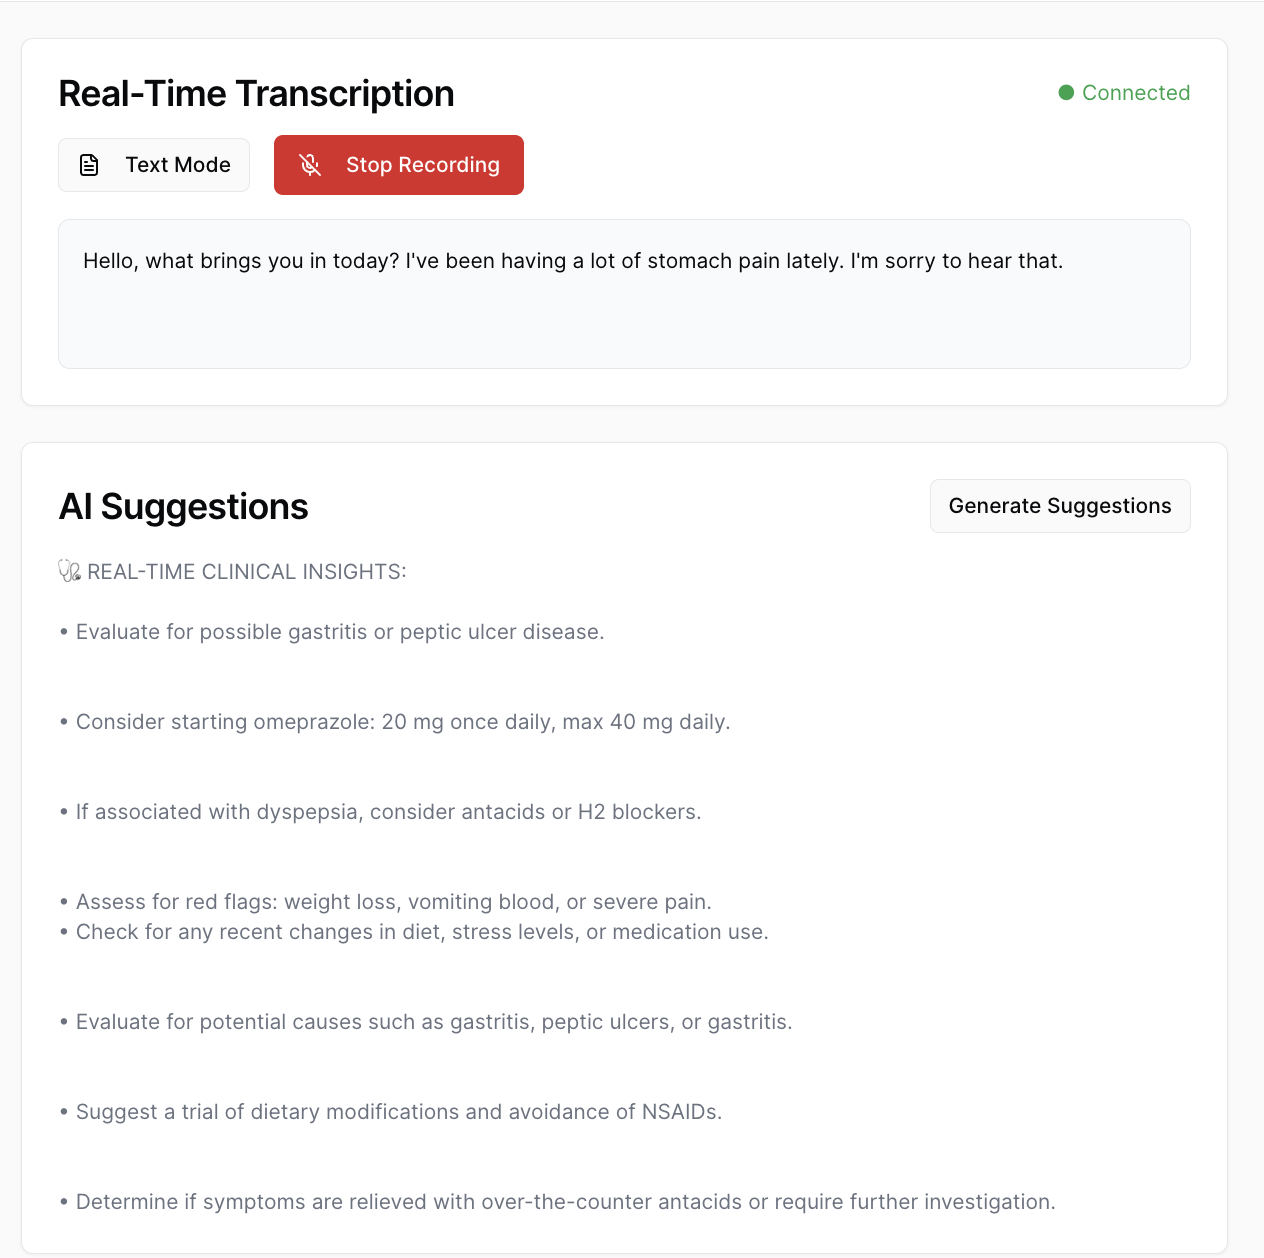 Real-Time Transcription
Connected
Text Mode
Stop Recording
Hello, what brings you in today? I've been having a lot of stomach pain lately. I'm sorry to hear that.
AI Suggestions
Generate Suggestions
🩺 REAL-TIME CLINICAL INSIGHTS:
• Evaluate for possible gastritis or peptic ulcer disease.
• Consider starting omeprazole: 20 mg once daily, max 40 mg daily.
• If associated with dyspepsia, consider antacids or H2 blockers.
• Assess for red flags: weight loss, vomiting blood, or severe pain.
• Check for any recent changes in diet, stress levels, or medication use.
• Evaluate for potential causes such as gastritis, peptic ulcers, or gastritis.
• Suggest a trial of dietary modifications and avoidance of NSAIDs.
• Determine if symptoms are relieved with over-the-counter antacids or require further investigation.